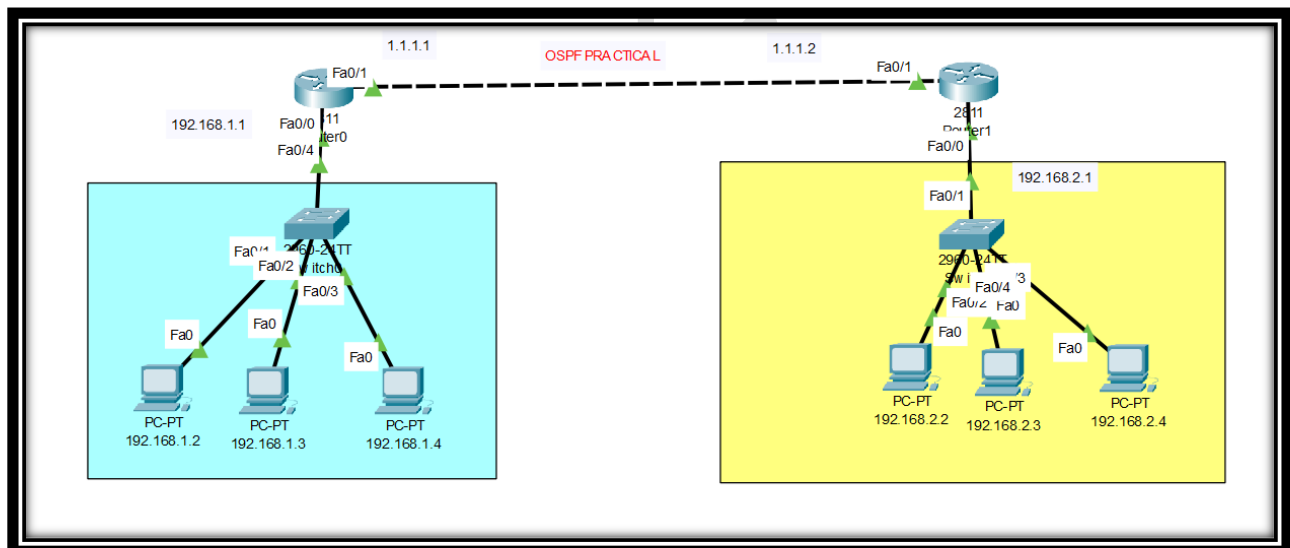 1.1.1.1
OSPF PRACTICAL
1.1.1.2
Fa0/1
Fa0/1
192.168.1.1
Fa0/0
Fa0/4
2811
Router1
Fa0/0
192.168.2.1
Fa0/1
Fa0/2
Fa0/3
Fa0/4
Fa0/2
Fa0
Fa0
Fa0
Fa0
Fa0
Fa0
PC-PT
192.168.1.2
PC-PT
192.168.1.3
PC-PT
192.168.1.4
PC-PT
192.168.2.2
PC-PT
192.168.2.3
PC-PT
192.168.2.4